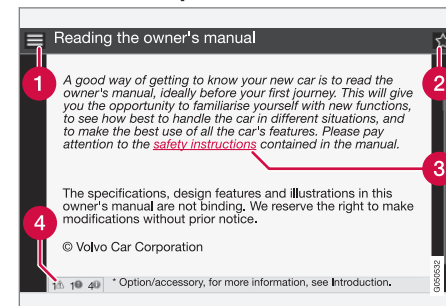 Reading the owner's manual
1
2
A good way of getting to know your new car is to read the
owner's manual, ideally before your first journey. This will give
you the opportunity to familiarise yourself with new functions,
to see how best to handle the car in different situations, and
to make the best use of all the car's features. Please pay
attention to the safety instructions contained in the manual.
3
The specifications, design features and illustrations in this
owner's manual are not binding. We reserve the right to make
modifications without prior notice.
4
© Volvo Car Corporation
1 1 4 * Option/accessory, for more information, see Introduction.
G050532